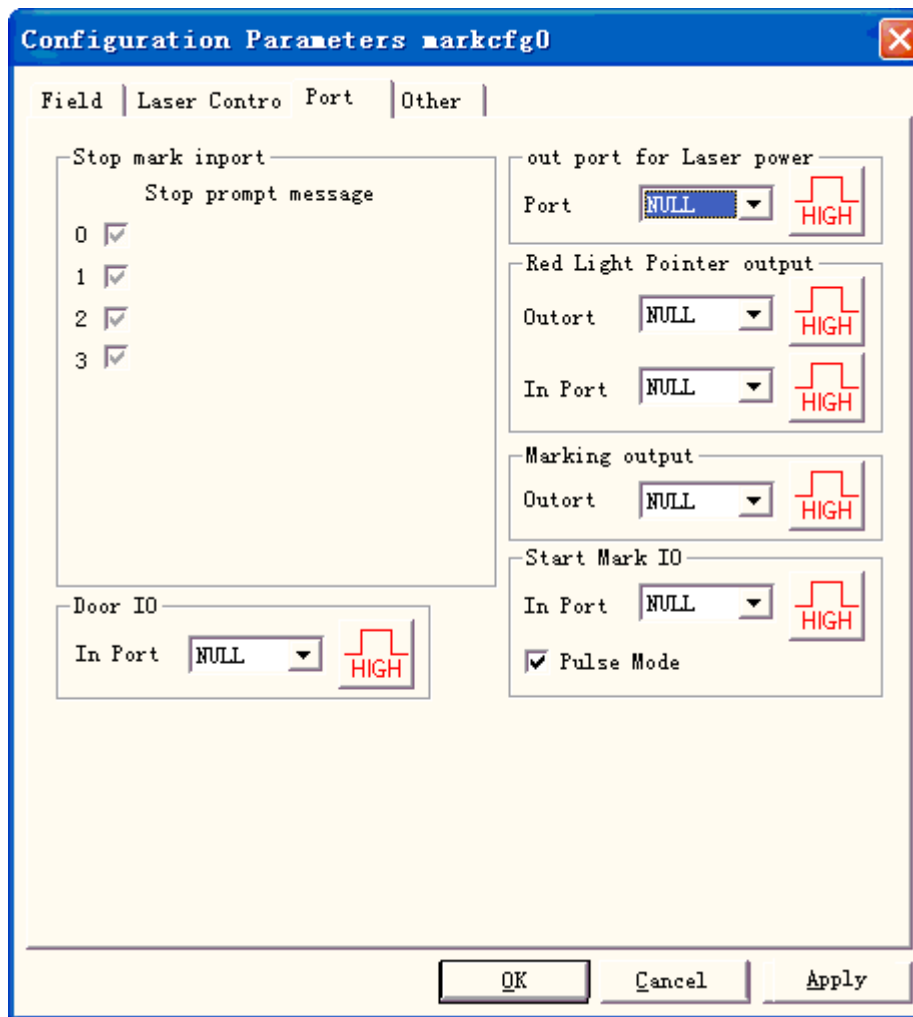 Configuration Parameters markcfg0
Field Laser Contro Port Other
Stop mark inport
Stop prompt message
0
1
2
3
Door IO
In Port NULL HIGH
out port for Laser power
Port NULL HIGH
Red Light Pointer output
Outort NULL HIGH
In Port NULL HIGH
Marking output
Outort NULL HIGH
Start Mark IO
In Port NULL HIGH
Pulse Mode
OK Cancel Apply